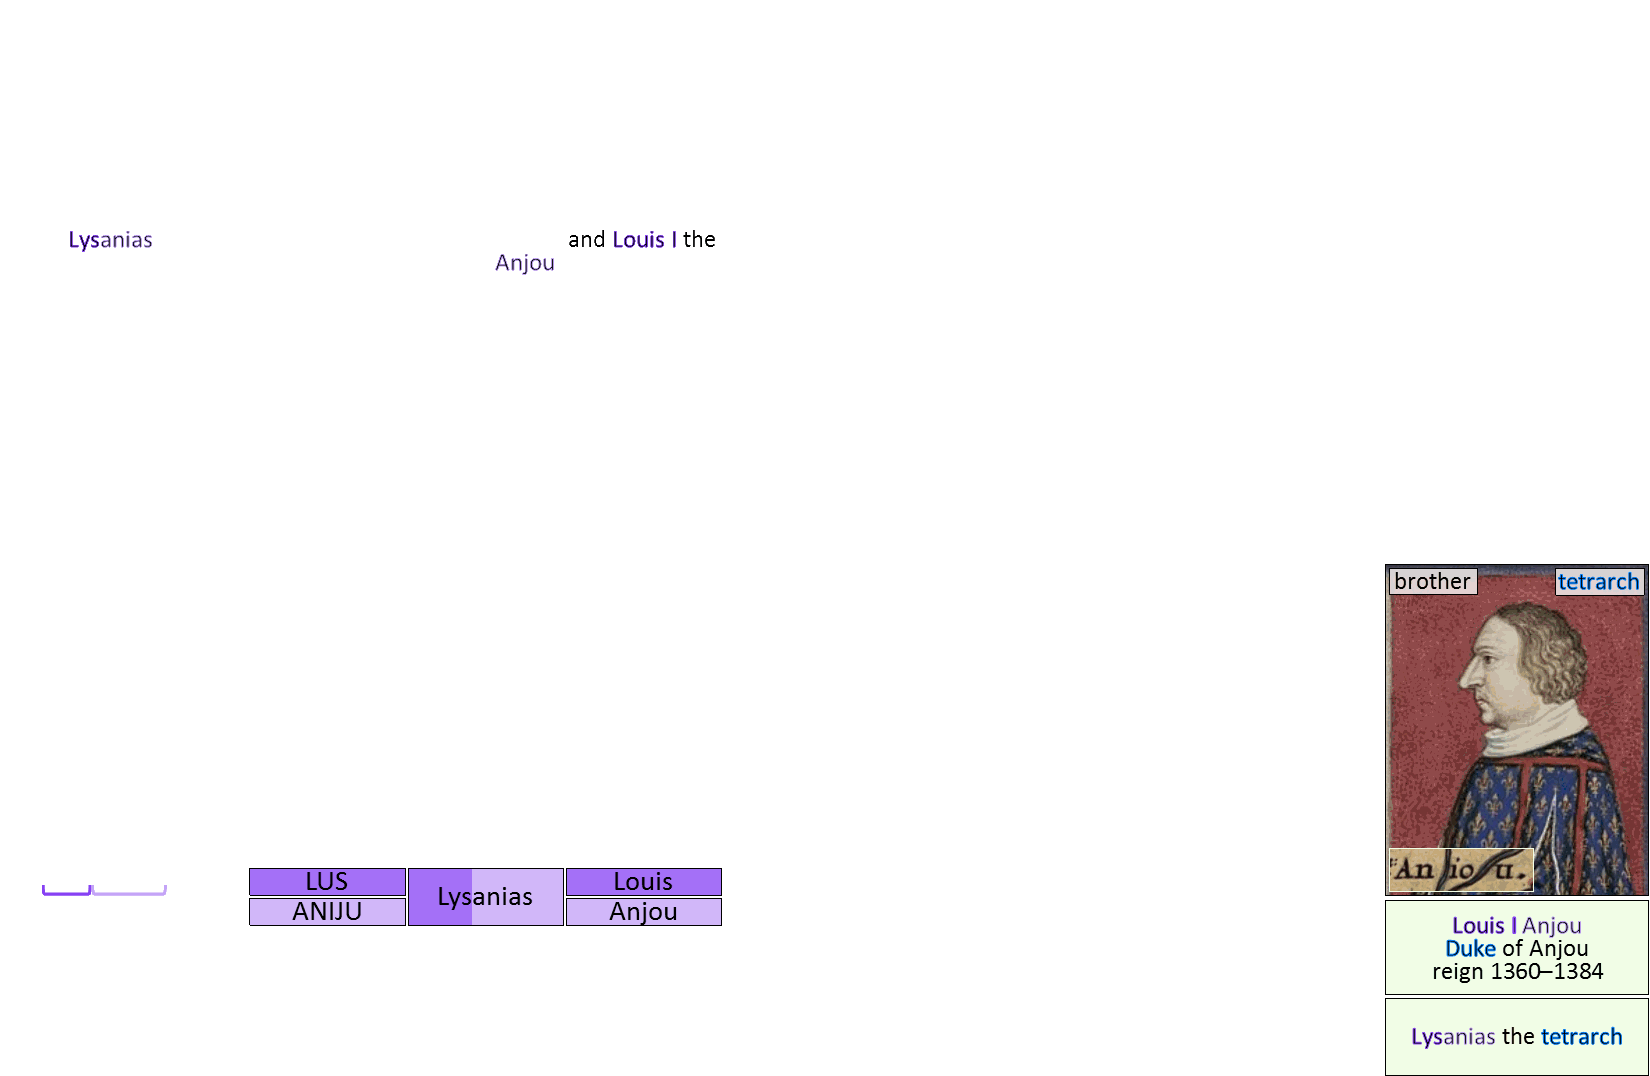 Lysanias and Louis I the
Anjou
brother tetrarch
An jo u.
LUS Lysanias Louis
ANIJU Anjou
Louis I Anjou
Duke of Anjou
reign 1360–1384
Lysanias the tetrarch